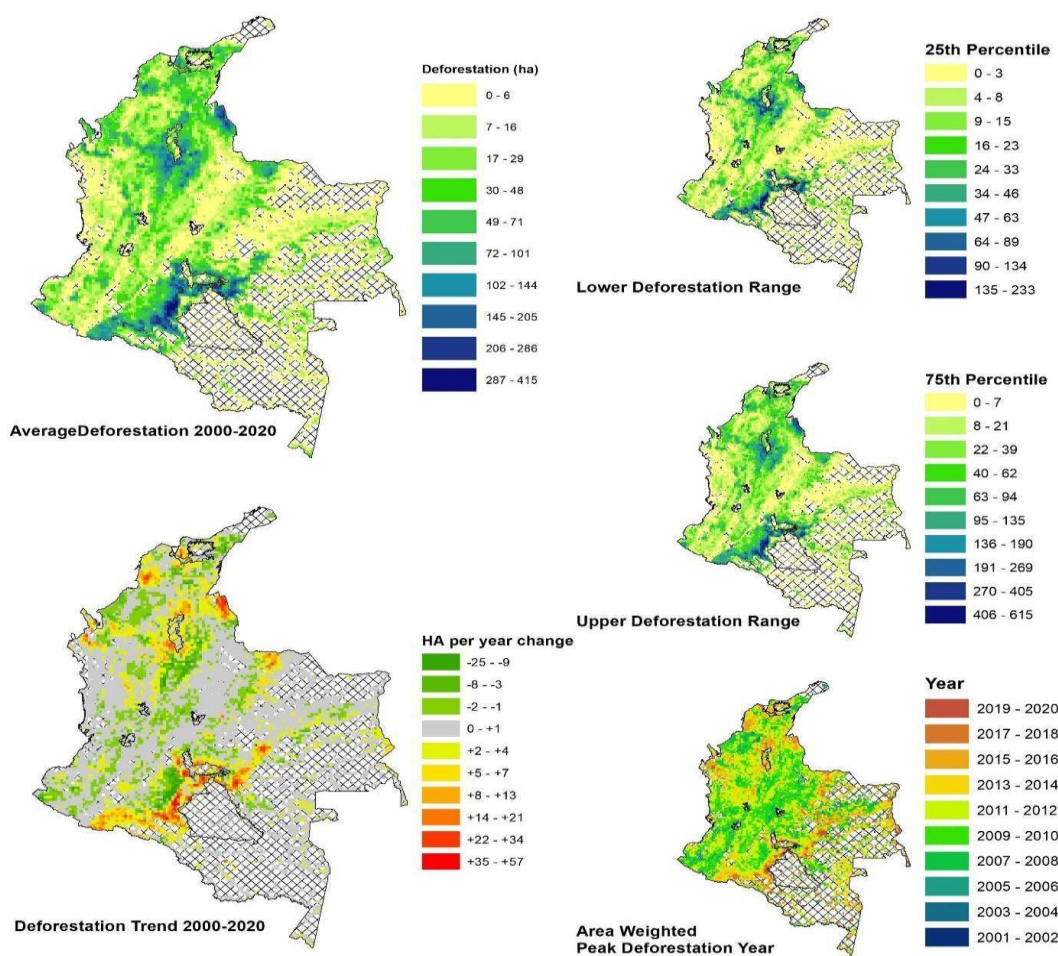 Deforestation (ha)
0 - 6
7 - 16
17 - 29
30 - 48
49 - 71
72 - 101
102 - 144
145 - 205
206 - 286
287 - 415
AverageDeforestation 2000-2020
25th Percentile
0 - 3
4 - 8
9 - 15
16 - 23
24 - 33
34 - 46
47 - 63
64 - 89
90 - 134
135 - 233
Lower Deforestation Range
75th Percentile
0 - 7
8 - 21
22 - 39
40 - 62
63 - 94
95 - 135
136 - 190
191 - 269
270 - 405
406 - 615
Upper Deforestation Range
HA per year change
-25 - -9
-8 - -3
-2 - -1
0 - +1
+2 - +4
+5 - +7
+8 - +13
+14 - +21
+22 - +34
+35 - +57
Deforestation Trend 2000-2020
Year
2019 - 2020
2017 - 2018
2015 - 2016
2013 - 2014
2011 - 2012
2009 - 2010
2007 - 2008
2005 - 2006
2003 - 2004
2001 - 2002
Area Weighted
Peak Deforestation Year